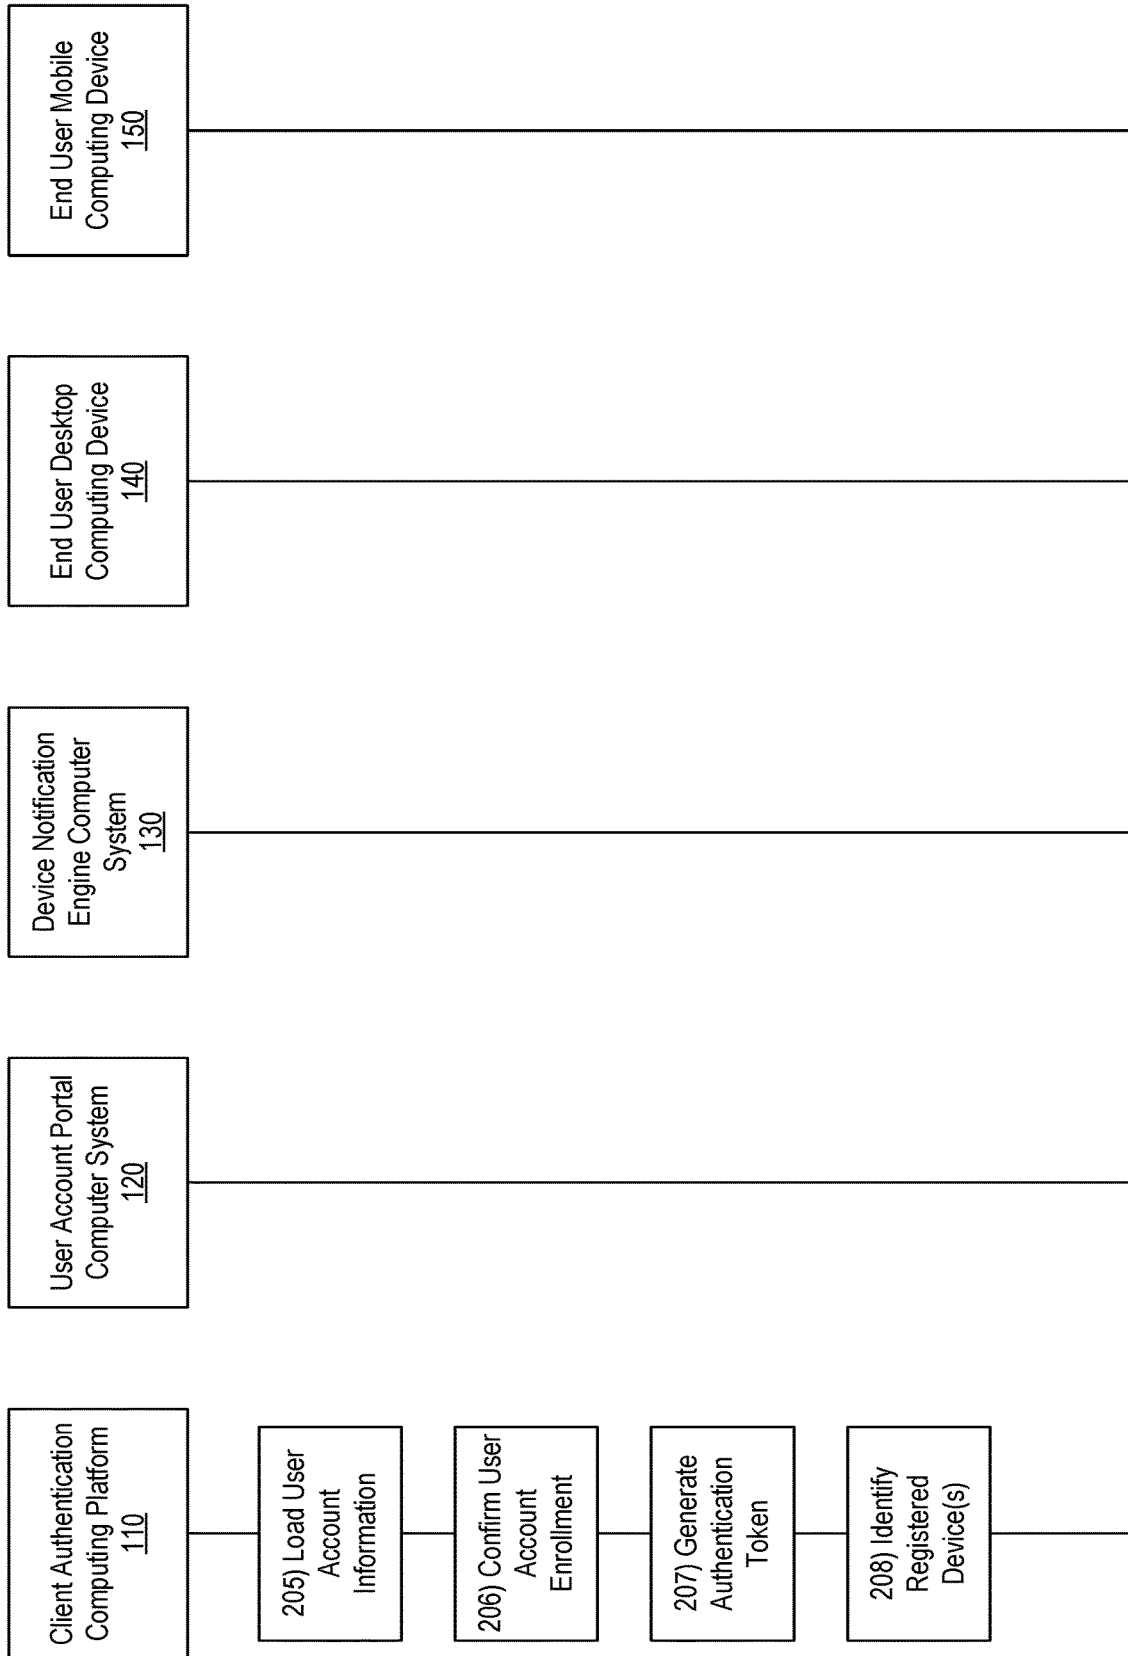 Client Authentication
Computing Platform
110
User Account Portal
Computer System
120
Device Notification
Engine Computer
System
130
End User Desktop
Computing Device
140
End User Mobile
Computing Device
150
205) Load User
Account
Information
206) Confirm User
Account
Enrollment
207) Generate
Authentication
Token
208) Identify
Registered
Device(s)